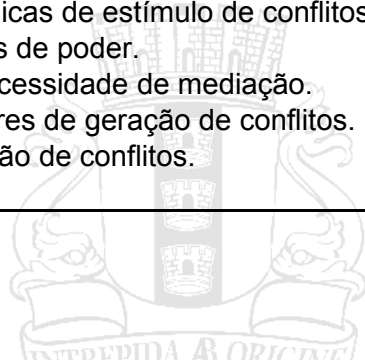 icas de estímulo de conflitos
s de poder.
cessidade de mediação.
res de geração de conflitos.
ão de conflitos.
INTREPIDA AB ORIGINE